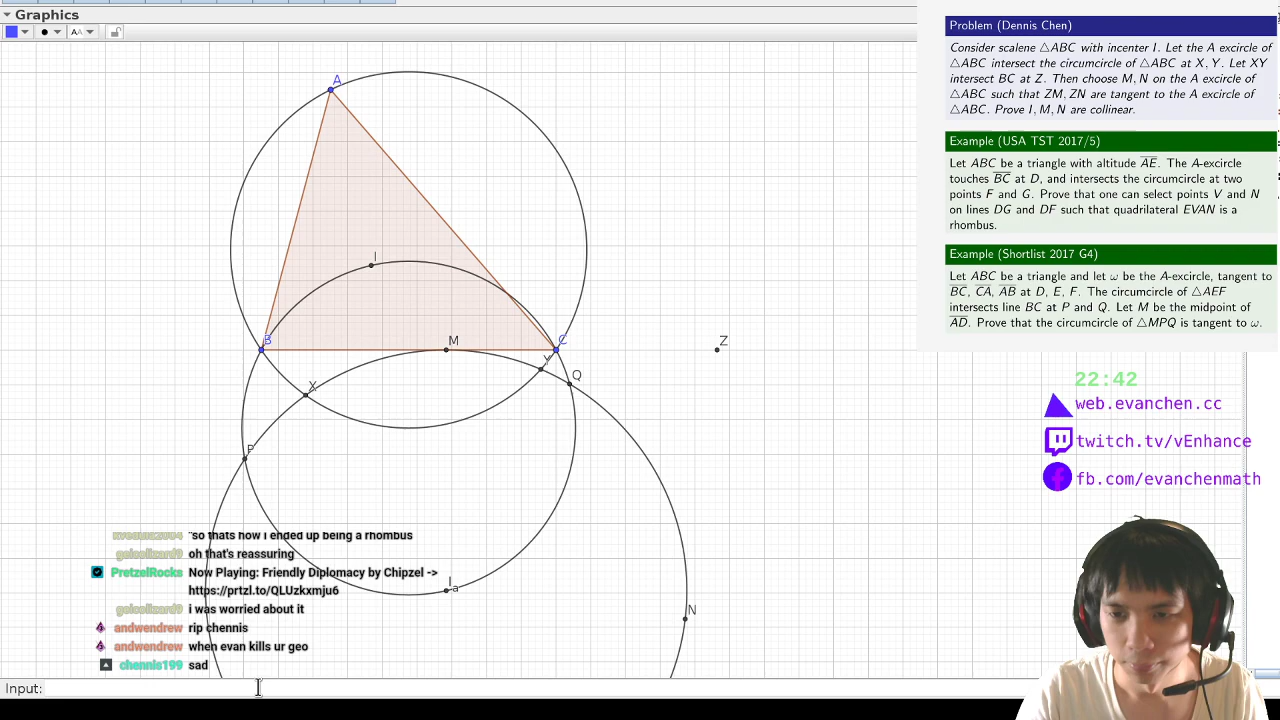 Graphics
AA
Problem (Dennis Chen)
Consider scalene △ABC with incenter I. Let the A excircle of
△ABC intersect the circumcircle of △ABC at X, Y. Let XY
intersect BC at Z. Then choose M, N on the A excircle of
△ABC such that ZM, ZN are tangent to the A excircle of
△ABC. Prove I, M, N are collinear.
Example (USA TST 2017/5)
Let ABC be a triangle with altitude AE. The A-excircle
touches BC at D, and intersects the circumcircle at two
points F and G. Prove that one can select points V and N
on lines DG and DF such that quadrilateral EVAN is a
rhombus.
Example (Shortlist 2017 G4)
Let ABC be a triangle and let ω be the A-excircle, tangent to
BC, CA, AB at D, E, F. The circumcircle of △AEF
intersects line BC at P and Q. Let M be the midpoint of
AD. Prove that the circumcircle of △MPQ is tangent to ω.
A
I
B
M
C
Z
Y
Q
X
P
I_a
N
22:42
web.evanchen.cc
twitch.tv/vEnhance
fb.com/evanchenmath
"so thats how i ended up being a rhombus
oh that's reassuring
PretzelRocks Now Playing: Friendly Diplomacy by Chipzel ->
https://prtzl.to/QLUzkxmju6
i was worried about it
andwendrew rip chennis
andwendrew when evan kills ur geo
chennis199 sad
Input: